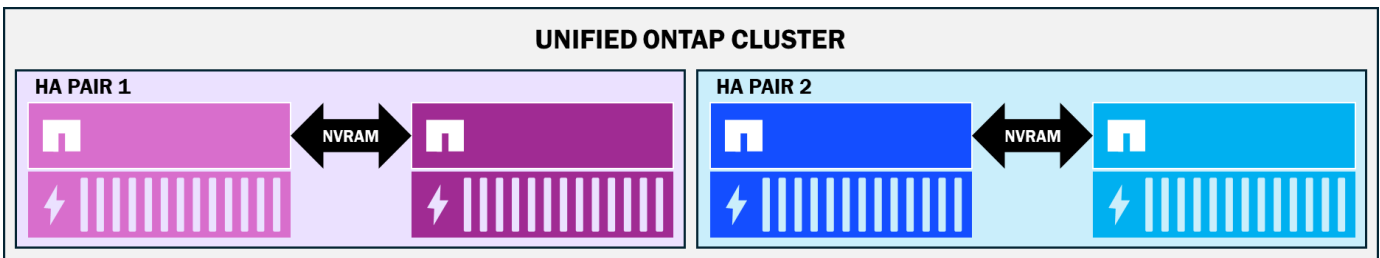 UNIFIED ONTAP CLUSTER
HA PAIR 1
NVRAM
HA PAIR 2
NVRAM